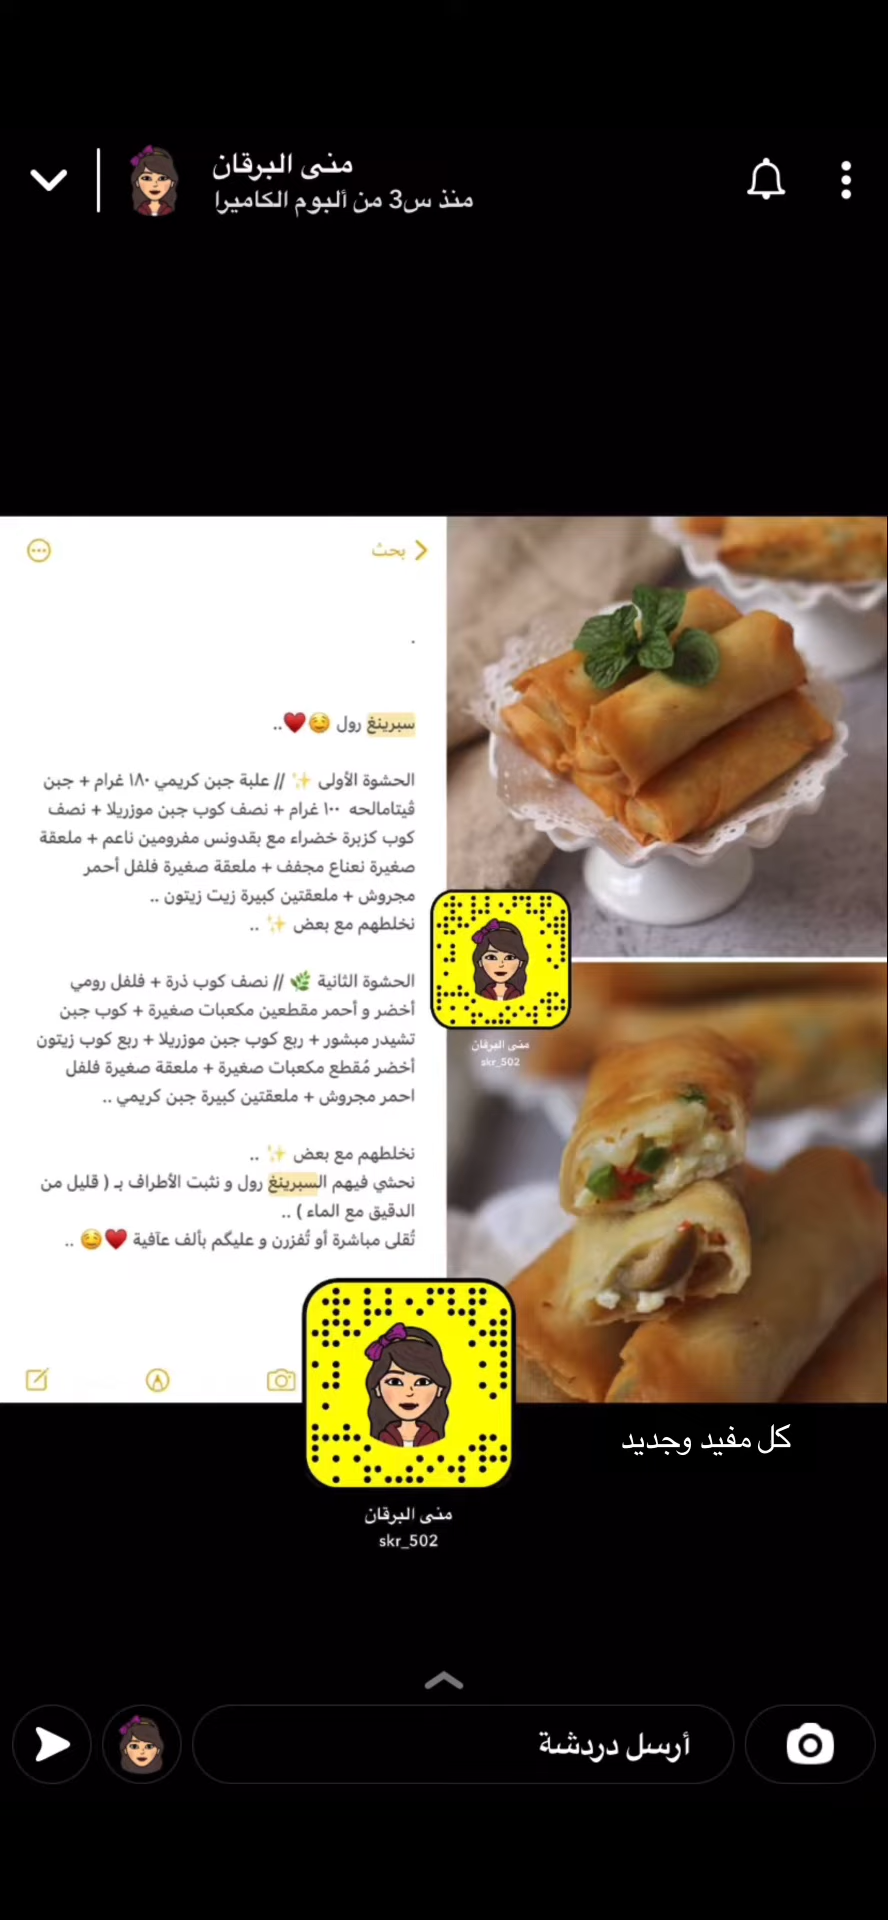 منى البرقان
منذ س3 من ألبوم الكاميرا
بحث
.
سبرينغ رول 😋♥️..
الحشوة الأولى ✨ // علبة جبن كريمي ١٨٠ غرام + جبن
ڤيتامالحه ١٠٠ غرام + نصف كوب جبن موزريلا + نصف
كوب كزبرة خضراء مع بقدونس مفرومين ناعم + ملعقة
صغيرة نعناع مجفف + ملعقة صغيرة فلفل أحمر
مجروش + ملعقتين كبيرة زيت زيتون ..
نخلطهم مع بعض ✨ ..
الحشوة الثانية 🌿 // نصف كوب ذرة + فلفل رومي
أخضر و أحمر مقطعين مكعبات صغيرة + كوب جبن
تشيدر مبشور + ربع كوب جبن موزريلا + ربع كوب زيتون
أخضر مُقطع مكعبات صغيرة + ملعقة صغيرة فلفل
احمر مجروش + ملعقتين كبيرة جبن كريمي ..
نخلطهم مع بعض ✨ ..
نحشي فيهم السبرينغ رول و نثبت الأطراف بـ ( قليل من
الدقيق مع الماء ) ..
تُقلى مباشرة أو تُفزرن و عليگم بألف عآفية ♥️😋 ..
منى البرقان
skr_502
كل مفيد وجديد
منى البرقان
skr_502
أرسل دردشة